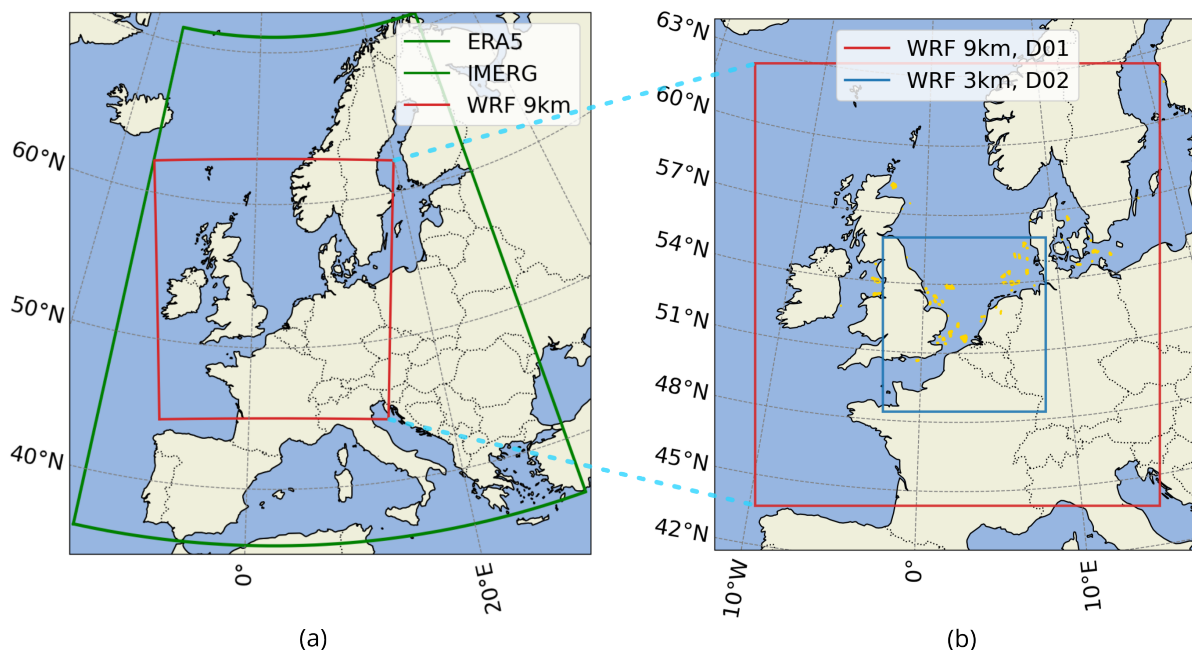 ERA5
IMERG
WRF 9km
60°N
50°N
40°N
0°
20°E
(a)
WRF 9km, D01
WRF 3km, D02
63°N
60°N
57°N
54°N
51°N
48°N
45°N
42°N
10°W
0°
10°E
(b)